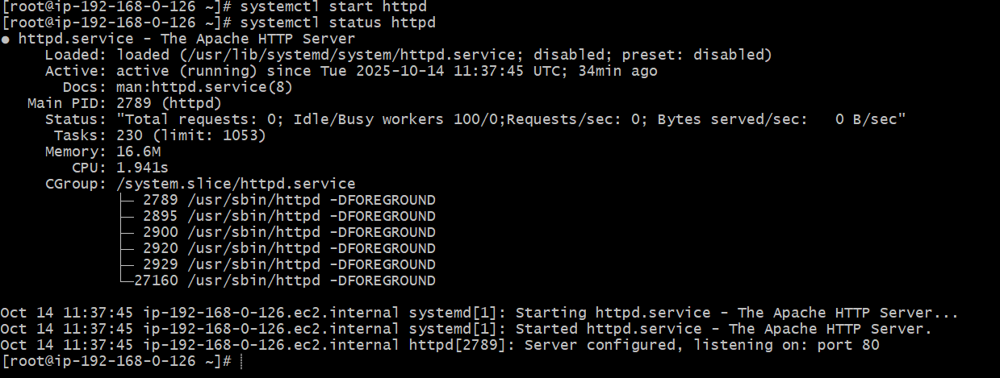 [root@ip-192-168-0-126 ~]# systemctl start httpd
[root@ip-192-168-0-126 ~]# systemctl status httpd
● httpd.service - The Apache HTTP Server
     Loaded: loaded (/usr/lib/systemd/system/httpd.service; disabled; preset: disabled)
     Active: active (running) since Tue 2025-10-14 11:37:45 UTC; 34min ago
       Docs: man:httpd.service(8)
   Main PID: 2789 (httpd)
     Status: "Total requests: 0; Idle/Busy workers 100/0;Requests/sec: 0; Bytes served/sec:   0 B/sec"
      Tasks: 230 (limit: 1053)
     Memory: 16.6M
        CPU: 1.941s
     CGroup: /system.slice/httpd.service
             ├─ 2789 /usr/sbin/httpd -DFOREGROUND
             ├─ 2895 /usr/sbin/httpd -DFOREGROUND
             ├─ 2900 /usr/sbin/httpd -DFOREGROUND
             ├─ 2920 /usr/sbin/httpd -DFOREGROUND
             ├─ 2929 /usr/sbin/httpd -DFOREGROUND
             └─27160 /usr/sbin/httpd -DFOREGROUND

Oct 14 11:37:45 ip-192-168-0-126.ec2.internal systemd[1]: Starting httpd.service - The Apache HTTP Server...
Oct 14 11:37:45 ip-192-168-0-126.ec2.internal systemd[1]: Started httpd.service - The Apache HTTP Server.
Oct 14 11:37:45 ip-192-168-0-126.ec2.internal httpd[2789]: Server configured, listening on: port 80
[root@ip-192-168-0-126 ~]#